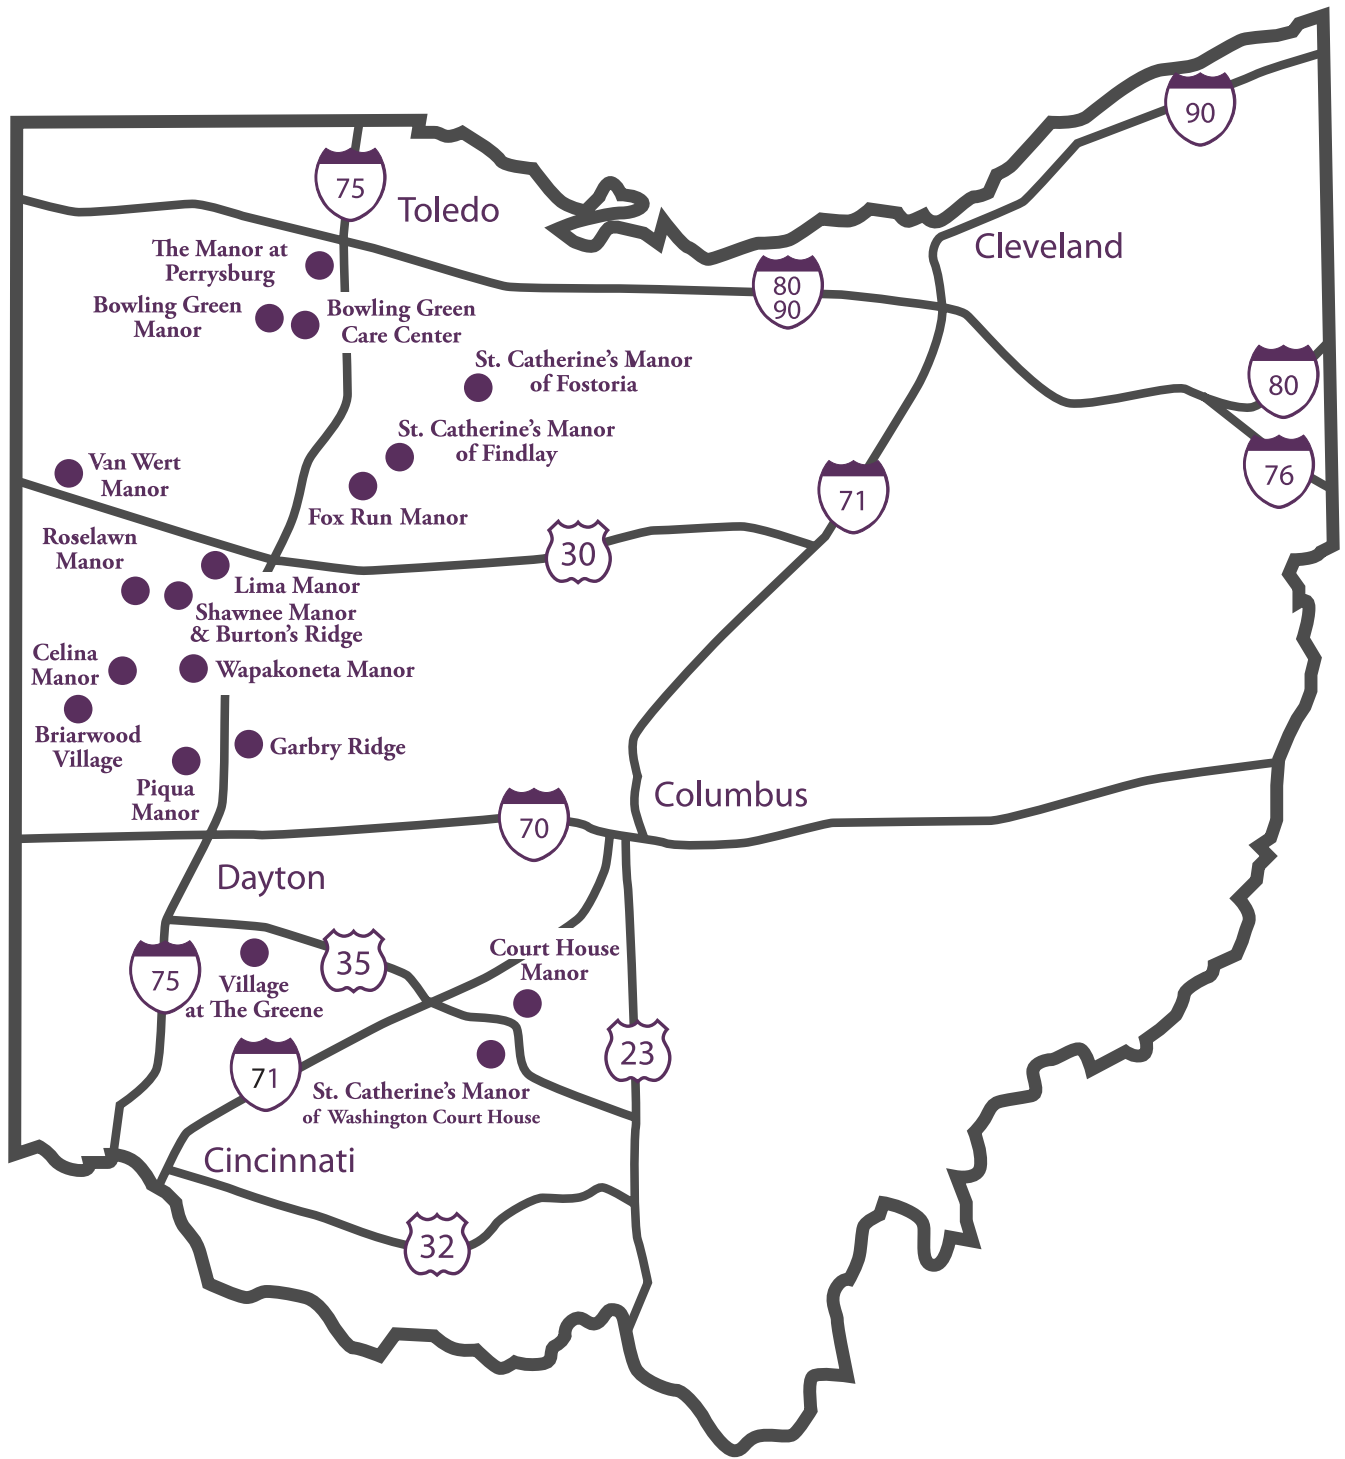 90
75
Toledo
Cleveland
The Manor at
Perrysburg
80
90
Bowling Green
Manor
Bowling Green
Care Center
St. Catherine's Manor
of Fostoria
80
St. Catherine's Manor
of Findlay
Van Wert
Manor
76
71
Fox Run Manor
Roselawn
Manor
30
Lima Manor
Shawnee Manor
& Burton's Ridge
Celina
Manor
Wapakoneta Manor
Briarwood
Village
Garbry Ridge
Piqua
Manor
Columbus
70
Dayton
Court House
Manor
35
75
Village
at The Greene
23
71
St. Catherine's Manor
of Washington Court House
Cincinnati
32